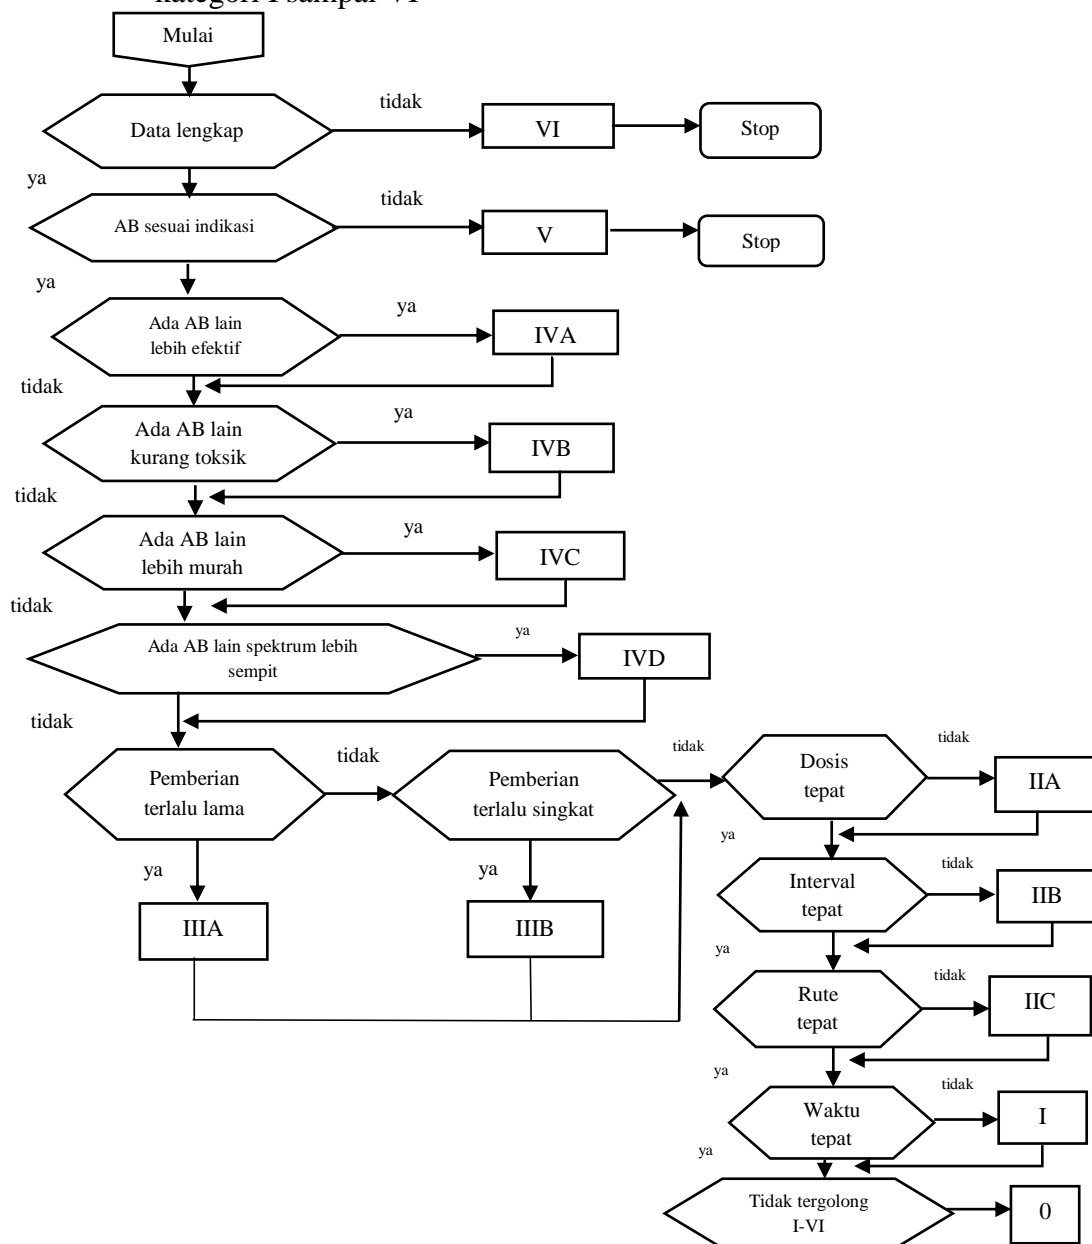 Mulai
tidak
Data lengkap
VI
Stop
ya
tidak
AB sesuai indikasi
V
Stop
ya
Ada AB lain
lebih efektif
ya
IVA
tidak
Ada AB lain
kurang toksik
ya
IVB
tidak
Ada AB lain
lebih murah
ya
IVC
tidak
Ada AB lain spektrum lebih
sempit
ya
IVD
tidak
Pemberian
terlalu lama
tidak
Pemberian
terlalu singkat
tidak
Dosis
tepat
tidak
IIA
ya
IIIA
ya
IIIB
ya
Interval
tepat
tidak
IIB
ya
Rute
tepat
tidak
IIC
ya
Waktu
tepat
tidak
I
ya
Tidak tergolong
I-VI
0